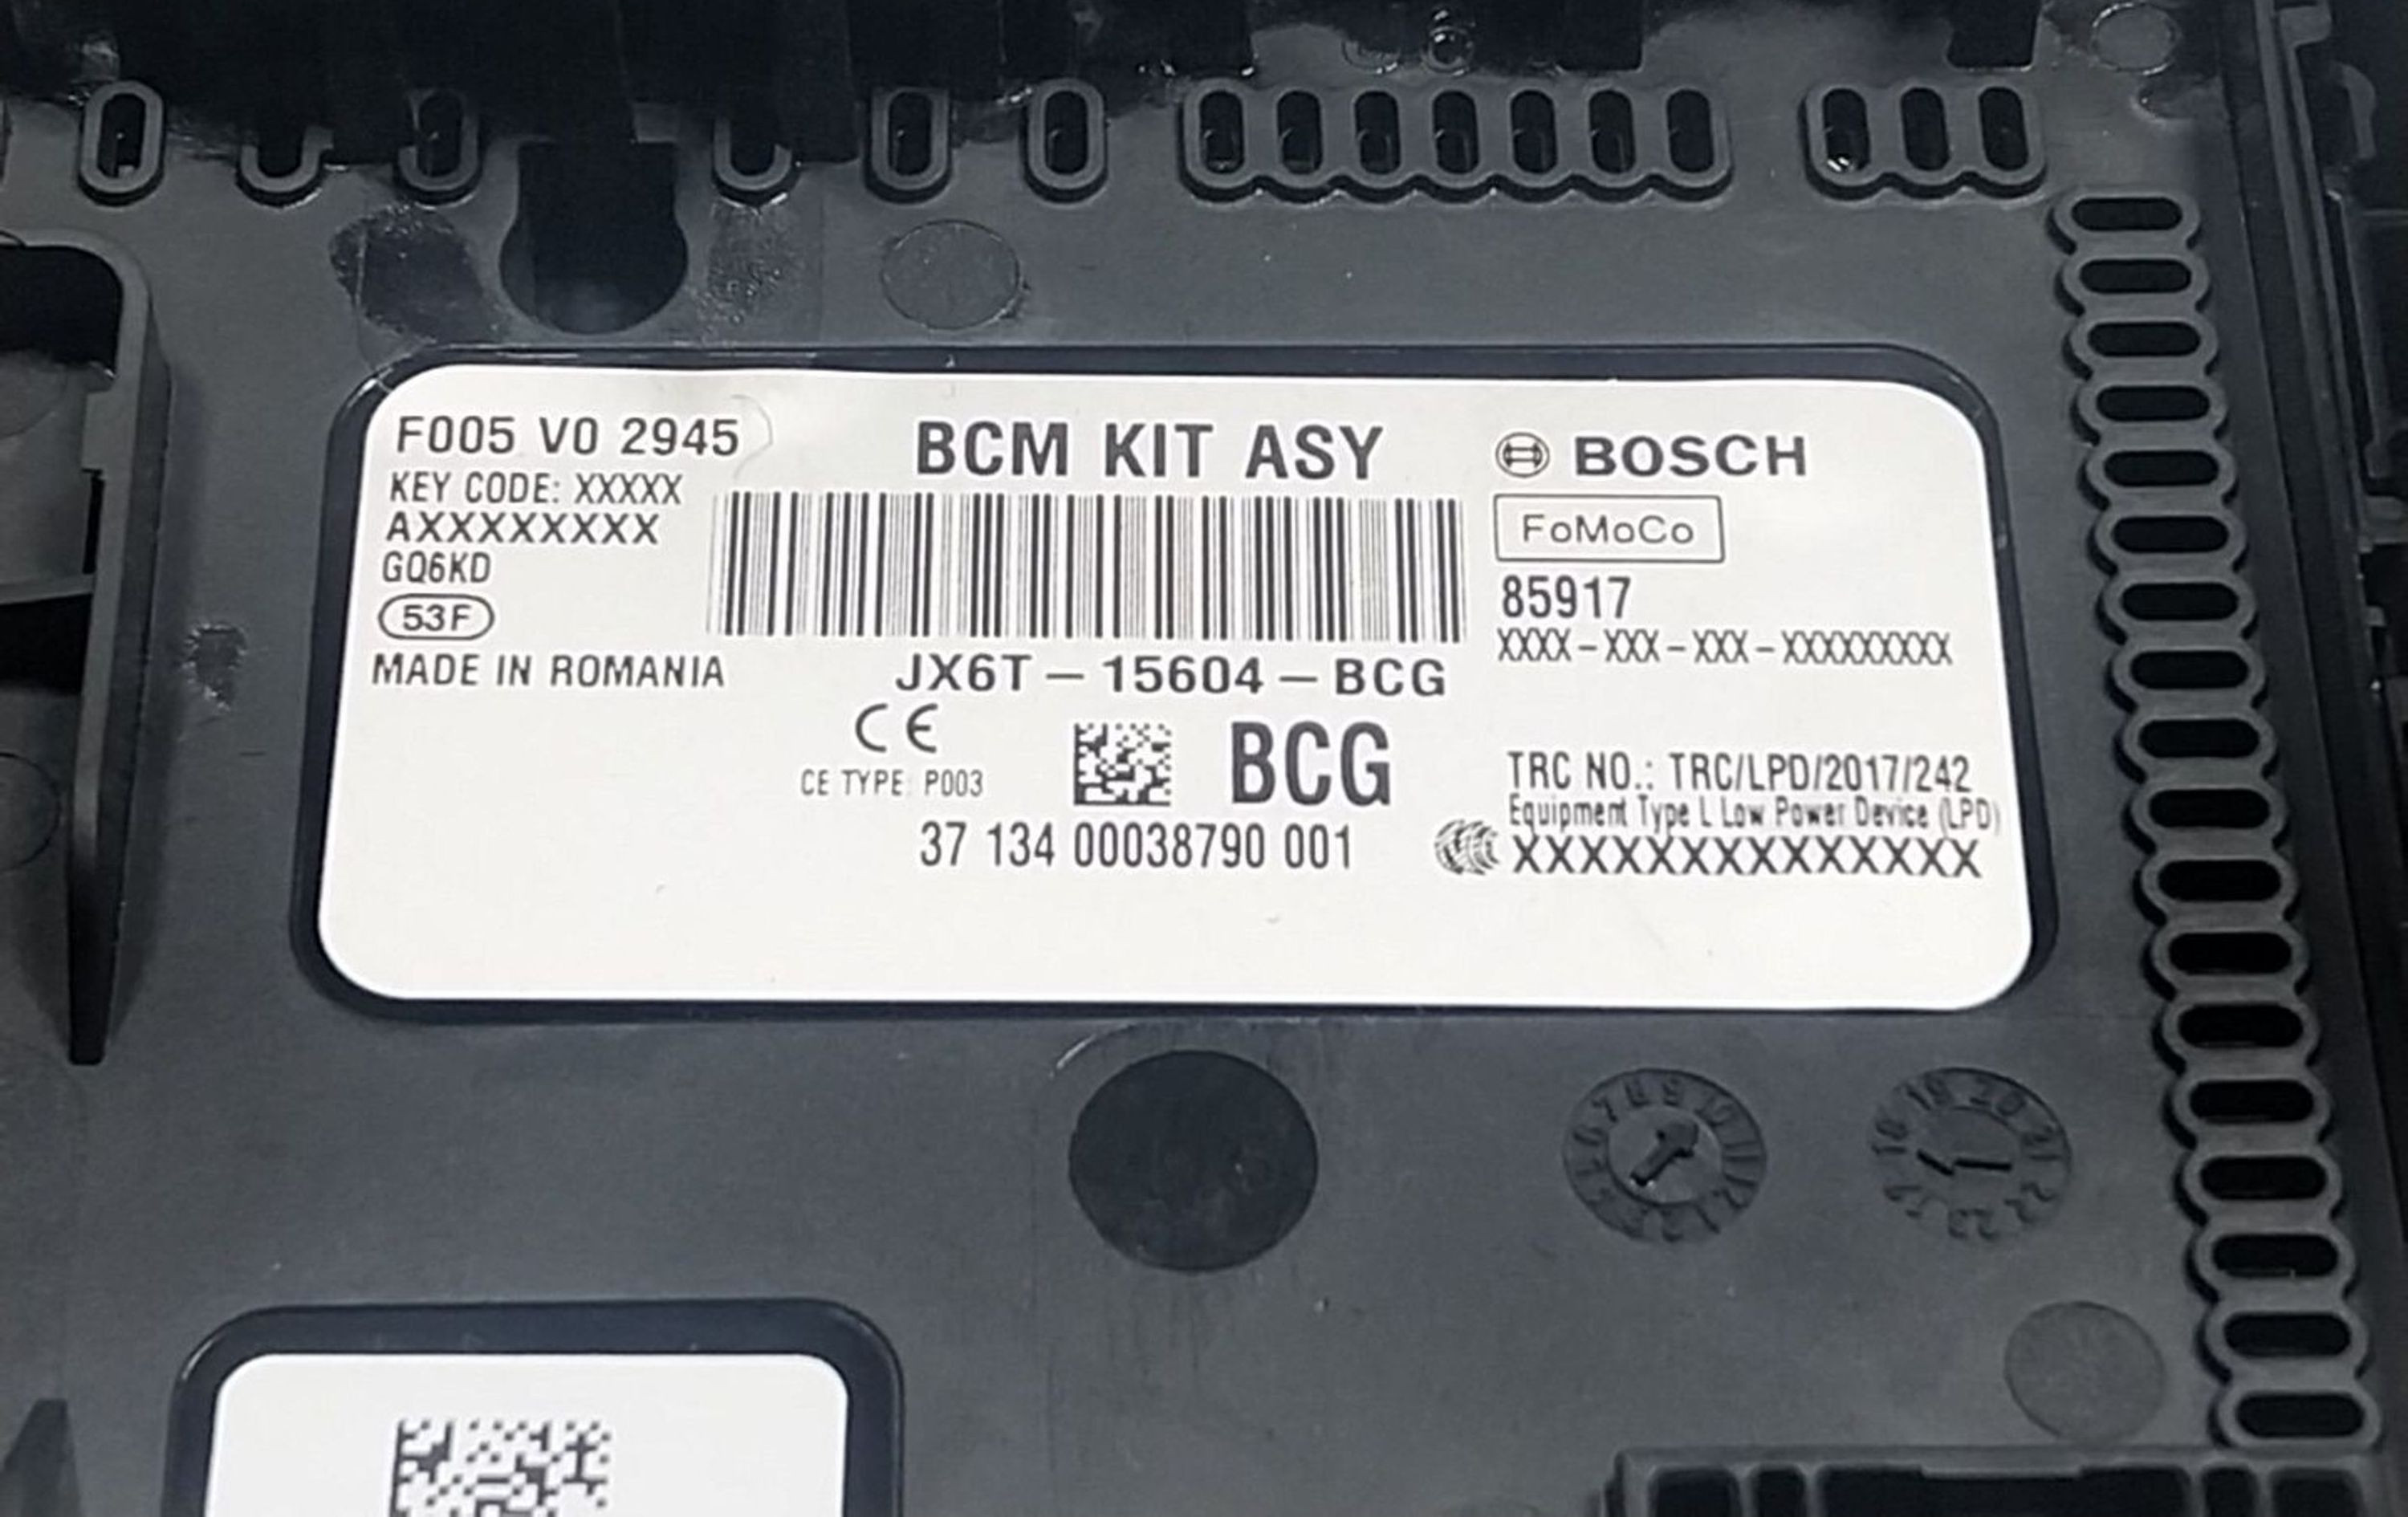 F005 V0 2945
KEY CODE: XXXXX
AXXXXXXXXX
GQ6KD
53F
MADE IN ROMANIA
BCM KIT ASY
JX6T – 15604 – BCG
CE
CE TYPE: P003
BCG
37 134 00038790 001
BOSCH
FoMoCo
85917
XXXX – XXX – XXX – XXXXXXXXX
TRC NO.: TRC/LPD/2017/242
Equipment Type L Low Power Device (LPD)
XXXXXXXXXXXXXXX